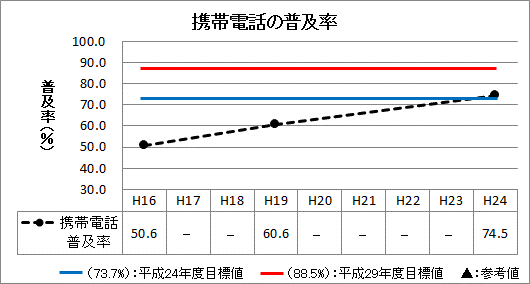 携帯電話の普及率
普及率(%)
100.0
90.0
80.0
70.0
60.0
50.0
40.0
30.0
H16 H17 H18 H19 H20 H21 H22 H23 H24
携帯電話普及率 50.6 – – 60.6 – – – – 74.5
(73.7%):平成24年度目標値 (88.5%):平成29年度目標値 ▲:参考値